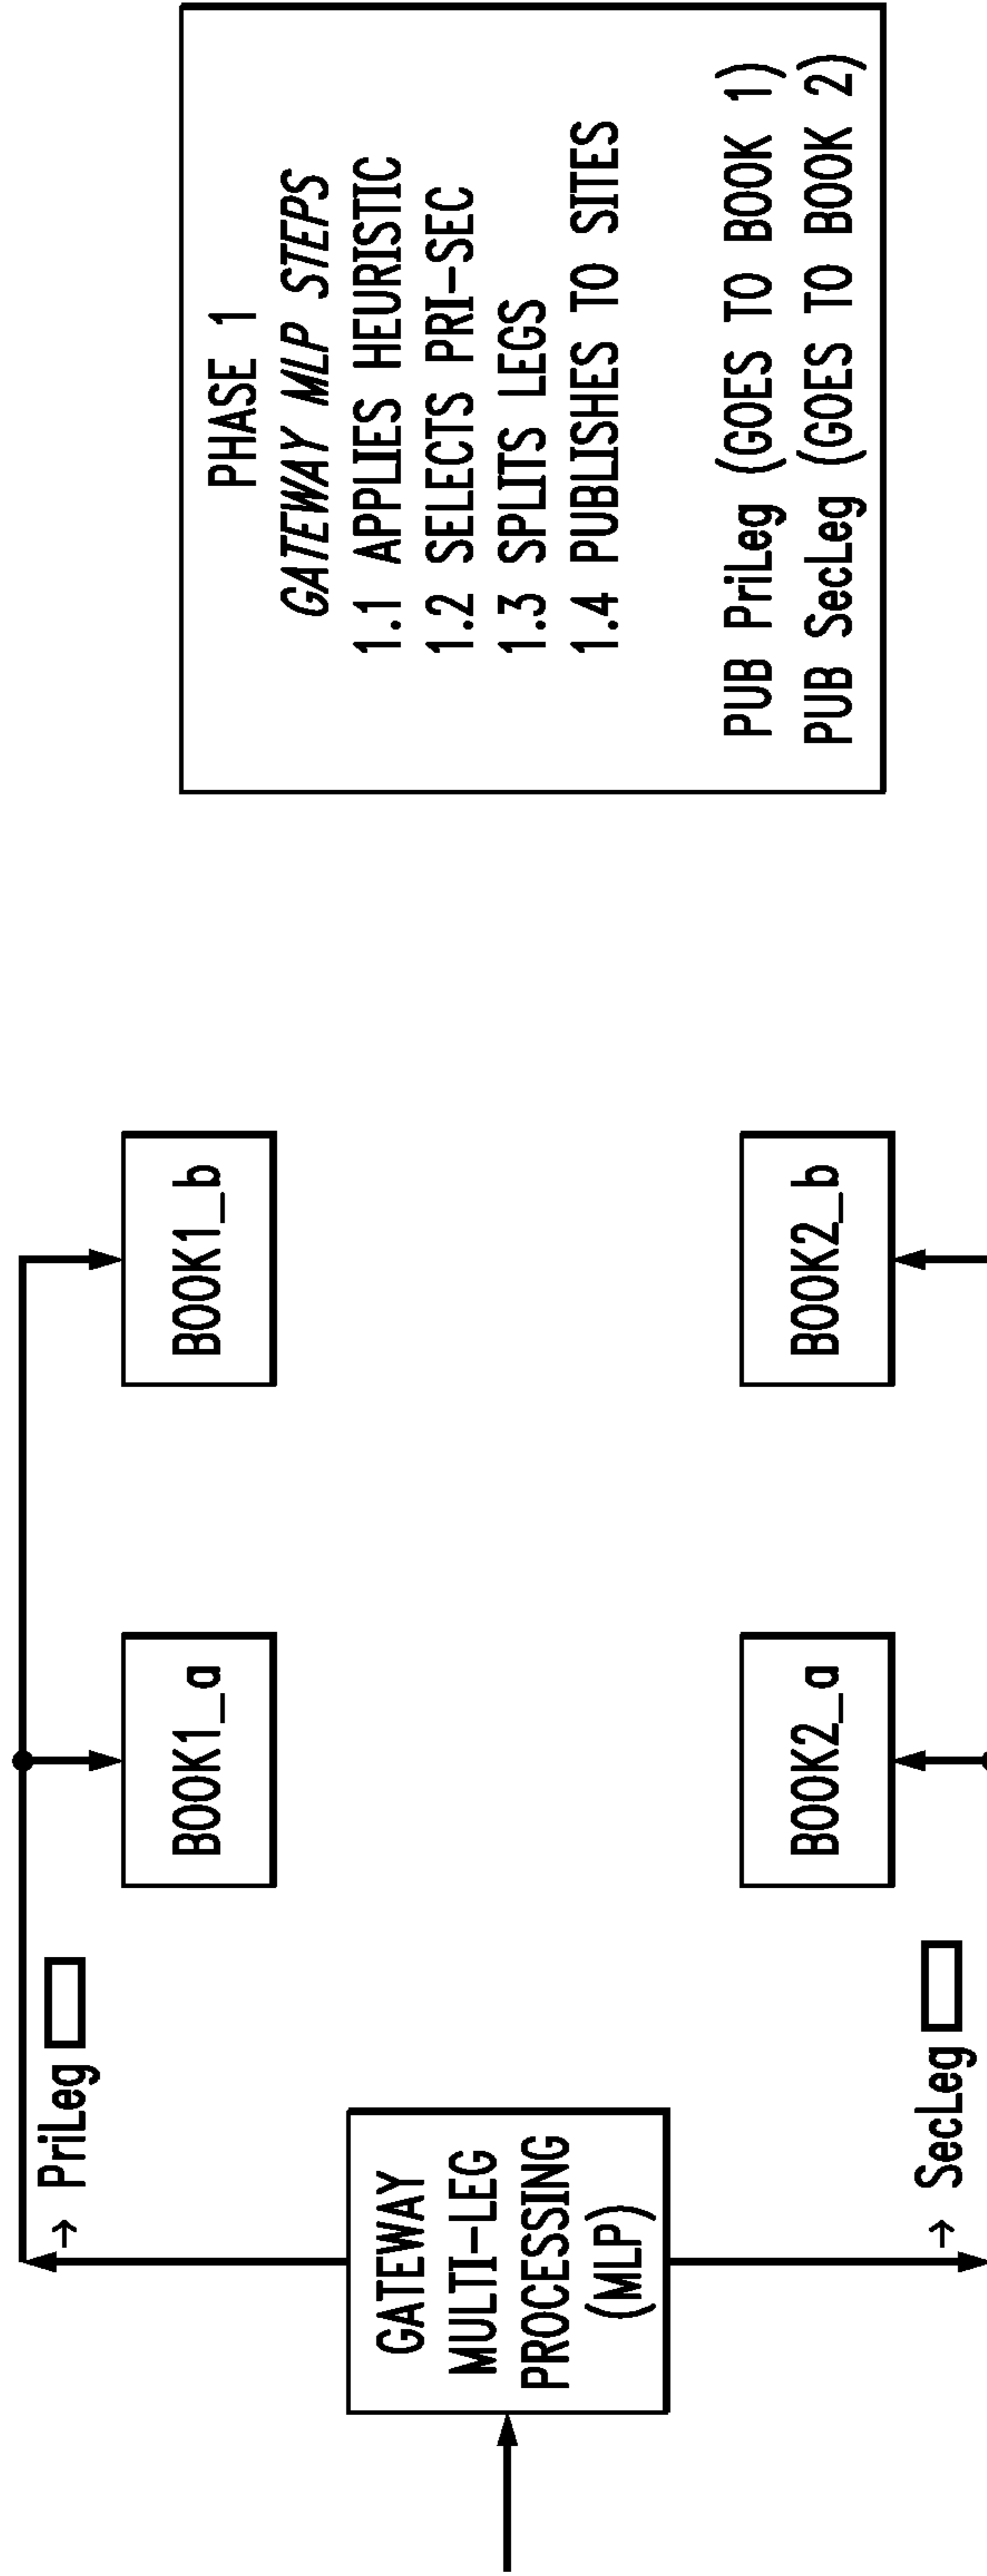 → PriLeg
GATEWAY
MULTI-LEG
PROCESSING
(MLP)
→ SecLeg
BOOK1_a
BOOK2_a
BOOK1_b
BOOK2_b
PHASE 1
GATEWAY MLP STEPS
1.1 APPLIES HEURISTIC
1.2 SELECTS PRI-SEC
1.3 SPLITS LEGS
1.4 PUBLISHES TO SITES
PUB PriLeg (GOES TO BOOK 1)
PUB SecLeg (GOES TO BOOK 2)